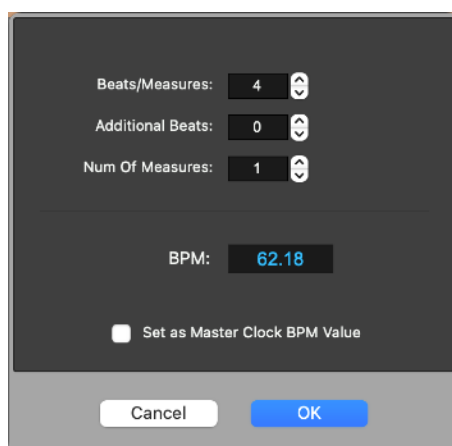 Beats/Measures: 4
Additional Beats: 0
Num Of Measures: 1
BPM: 62.18
Set as Master Clock BPM Value
Cancel OK